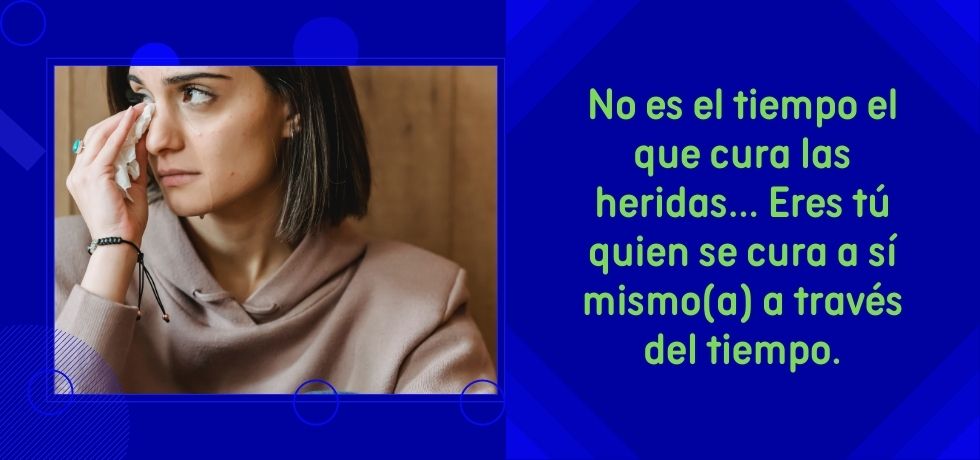 No es el tiempo el
que cura las
heridas... Eres tú
quien se cura a sí
mismo(a) a través
del tiempo.